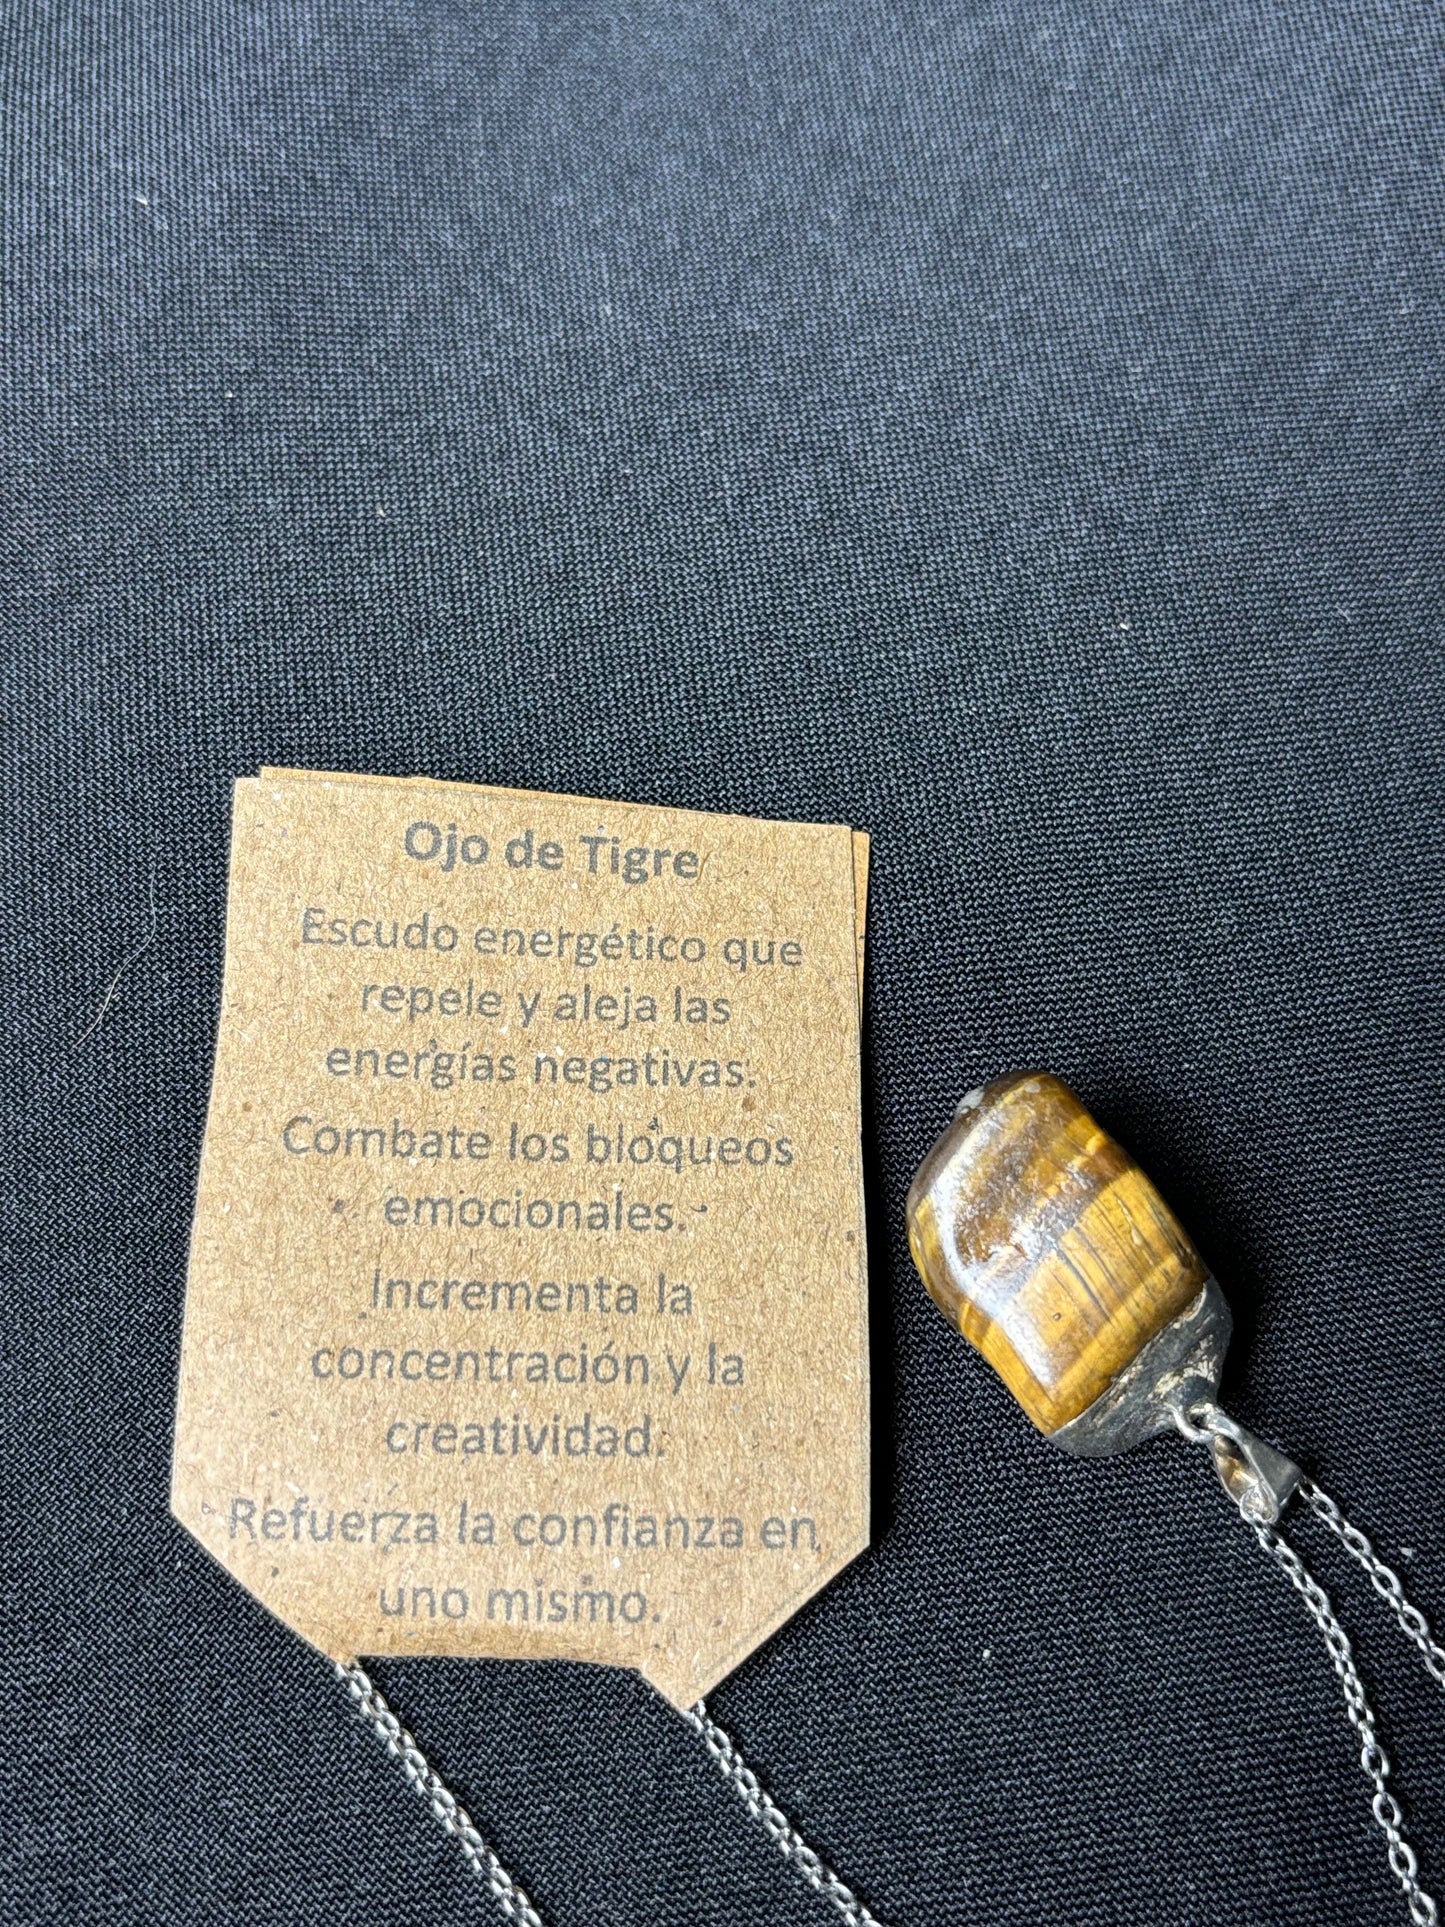 Ojo de Tigre
Escudo energético que
repele y aleja las
energías negativas.
Combate los bloqueos
emocionales.
Incrementa la
concentración y la
creatividad.
Refuerza la confianza en
uno mismo.